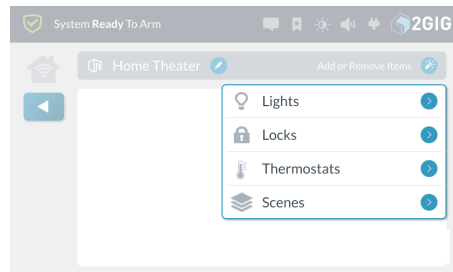 System Ready To Arm
2GIG
Home Theater
Add or Remove Items
Lights
Locks
Thermostats
Scenes